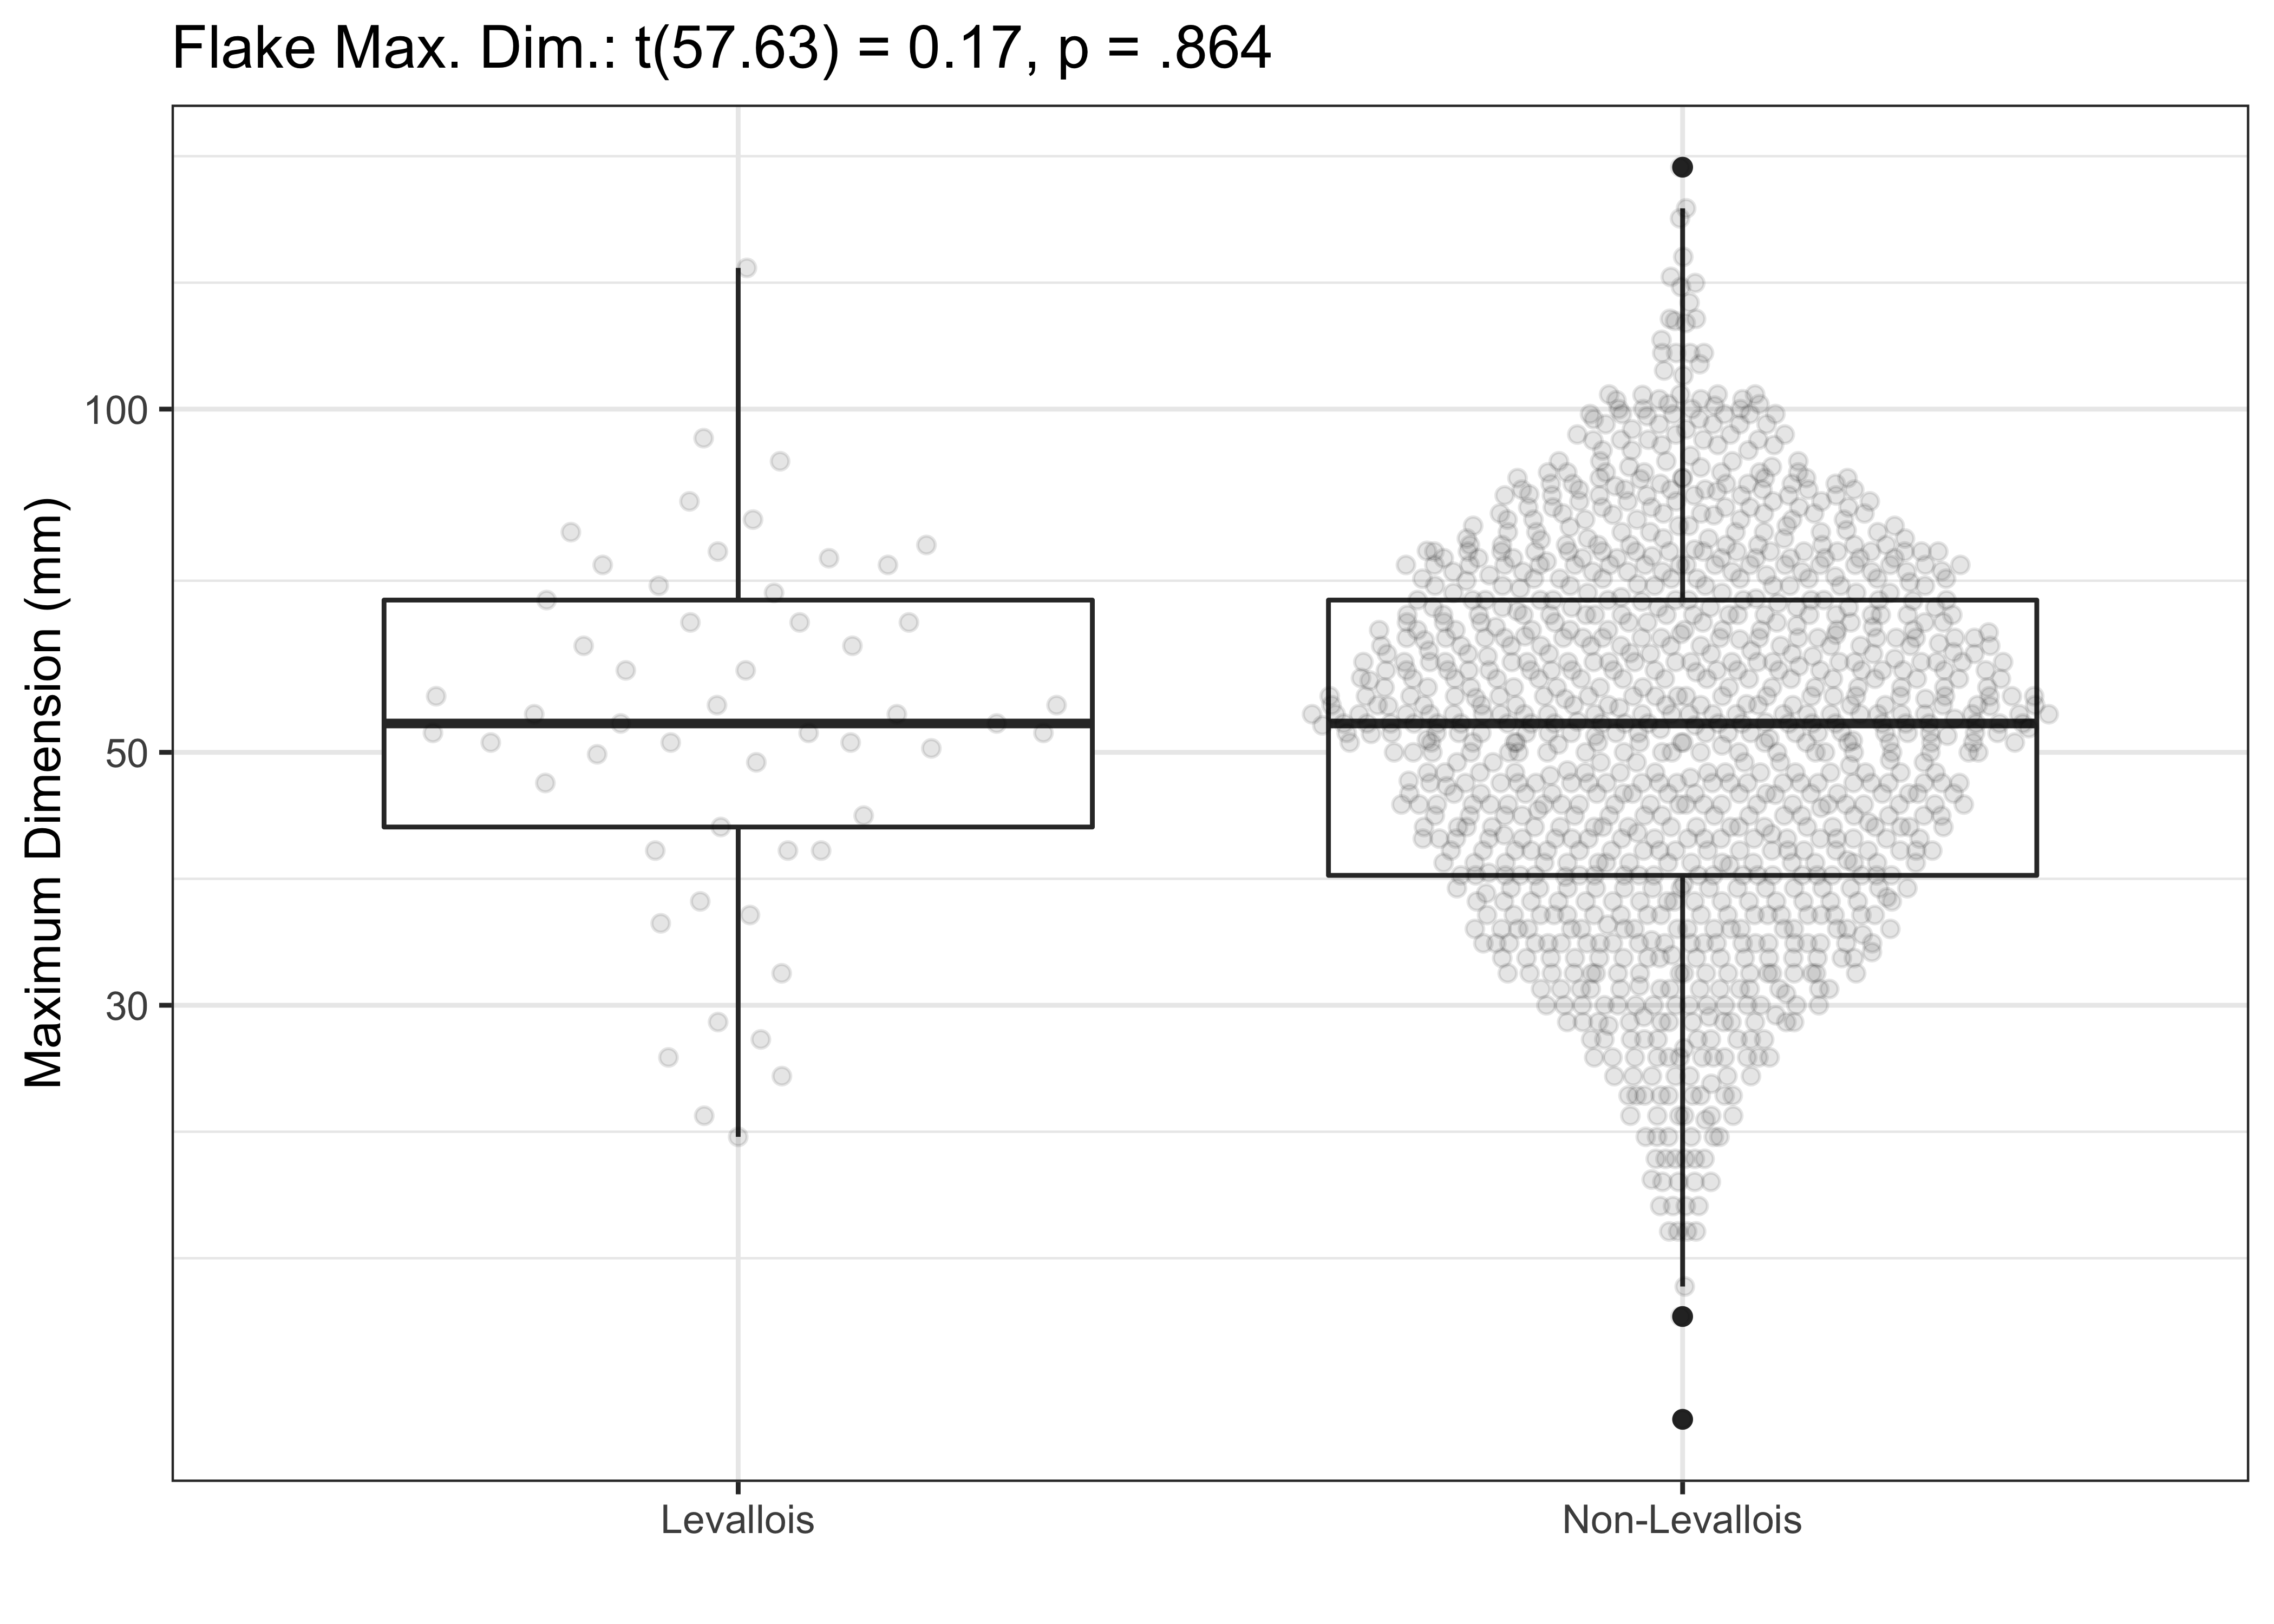 Flake Max. Dim.: t(57.63) = 0.17, p = .864
Maximum Dimension (mm)
100
50
30
Levallois
Non-Levallois